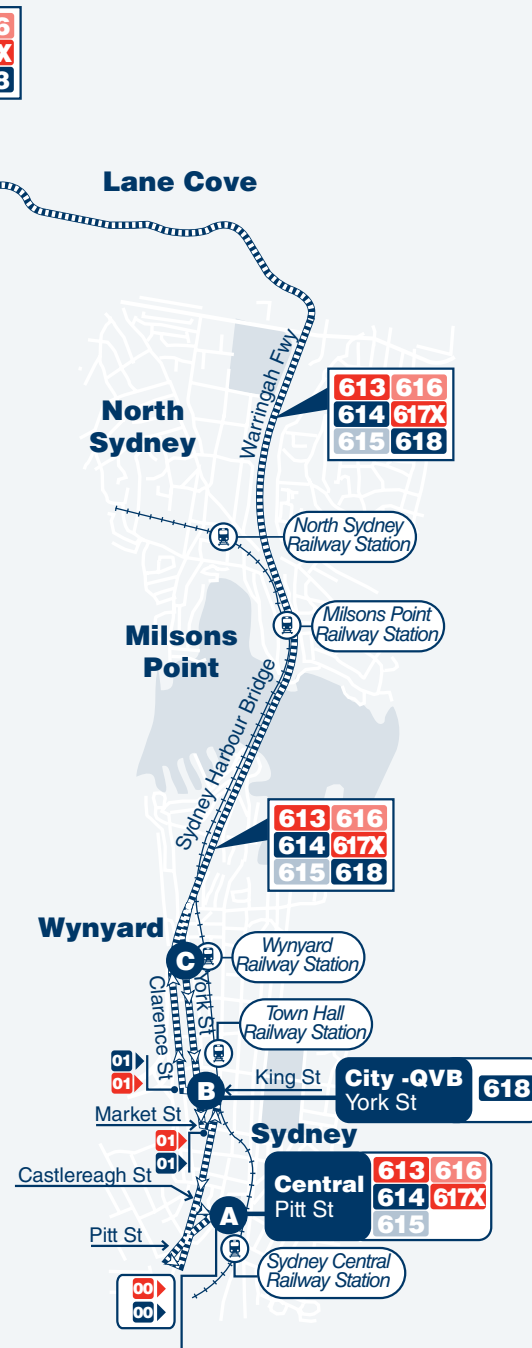 6
X
8
Lane Cove
Warringah Fwy
613 616
614 617X
615 618
North
Sydney
North Sydney
Railway Station
Milsons Point
Railway Station
Milsons
Point
Sydney Harbour Bridge
613 616
614 617X
615 618
Wynyard
C
Wynyard
Railway Station
Clarence St
York St
Town Hall
Railway Station
01
01
B
King St
City -QVB
York St
618
Market St
Sydney
01
01
Castlereagh St
Central
Pitt St
613 616
614 617X
615
A
Pitt St
Sydney Central
Railway Station
00
00